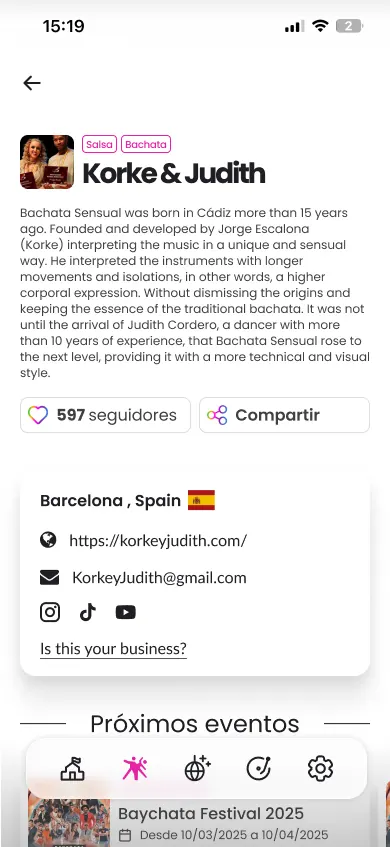 15:19
2
Salsa Bachata
Korke & Judith
Bachata Sensual was born in Cádiz more than 15 years
ago. Founded and developed by Jorge Escalona
(Korke) interpreting the music in a unique and sensual
way. He interpreted the instruments with longer
movements and isolations, in other words, a higher
corporal expression. Without dismissing the origins and
keeping the essence of the traditional bachata. It was not
until the arrival of Judith Cordero, a dancer with more
than 10 years of experience, that Bachata Sensual rose to
the next level, providing it with a more technical and visual
style.
597 seguidores
Compartir
Barcelona , Spain
https://korkeyjudith.com/
KorkeyJudith@gmail.com
Is this your business?
Próximos eventos
Baychata Festival 2025
Desde 10/03/2025 a 10/04/2025